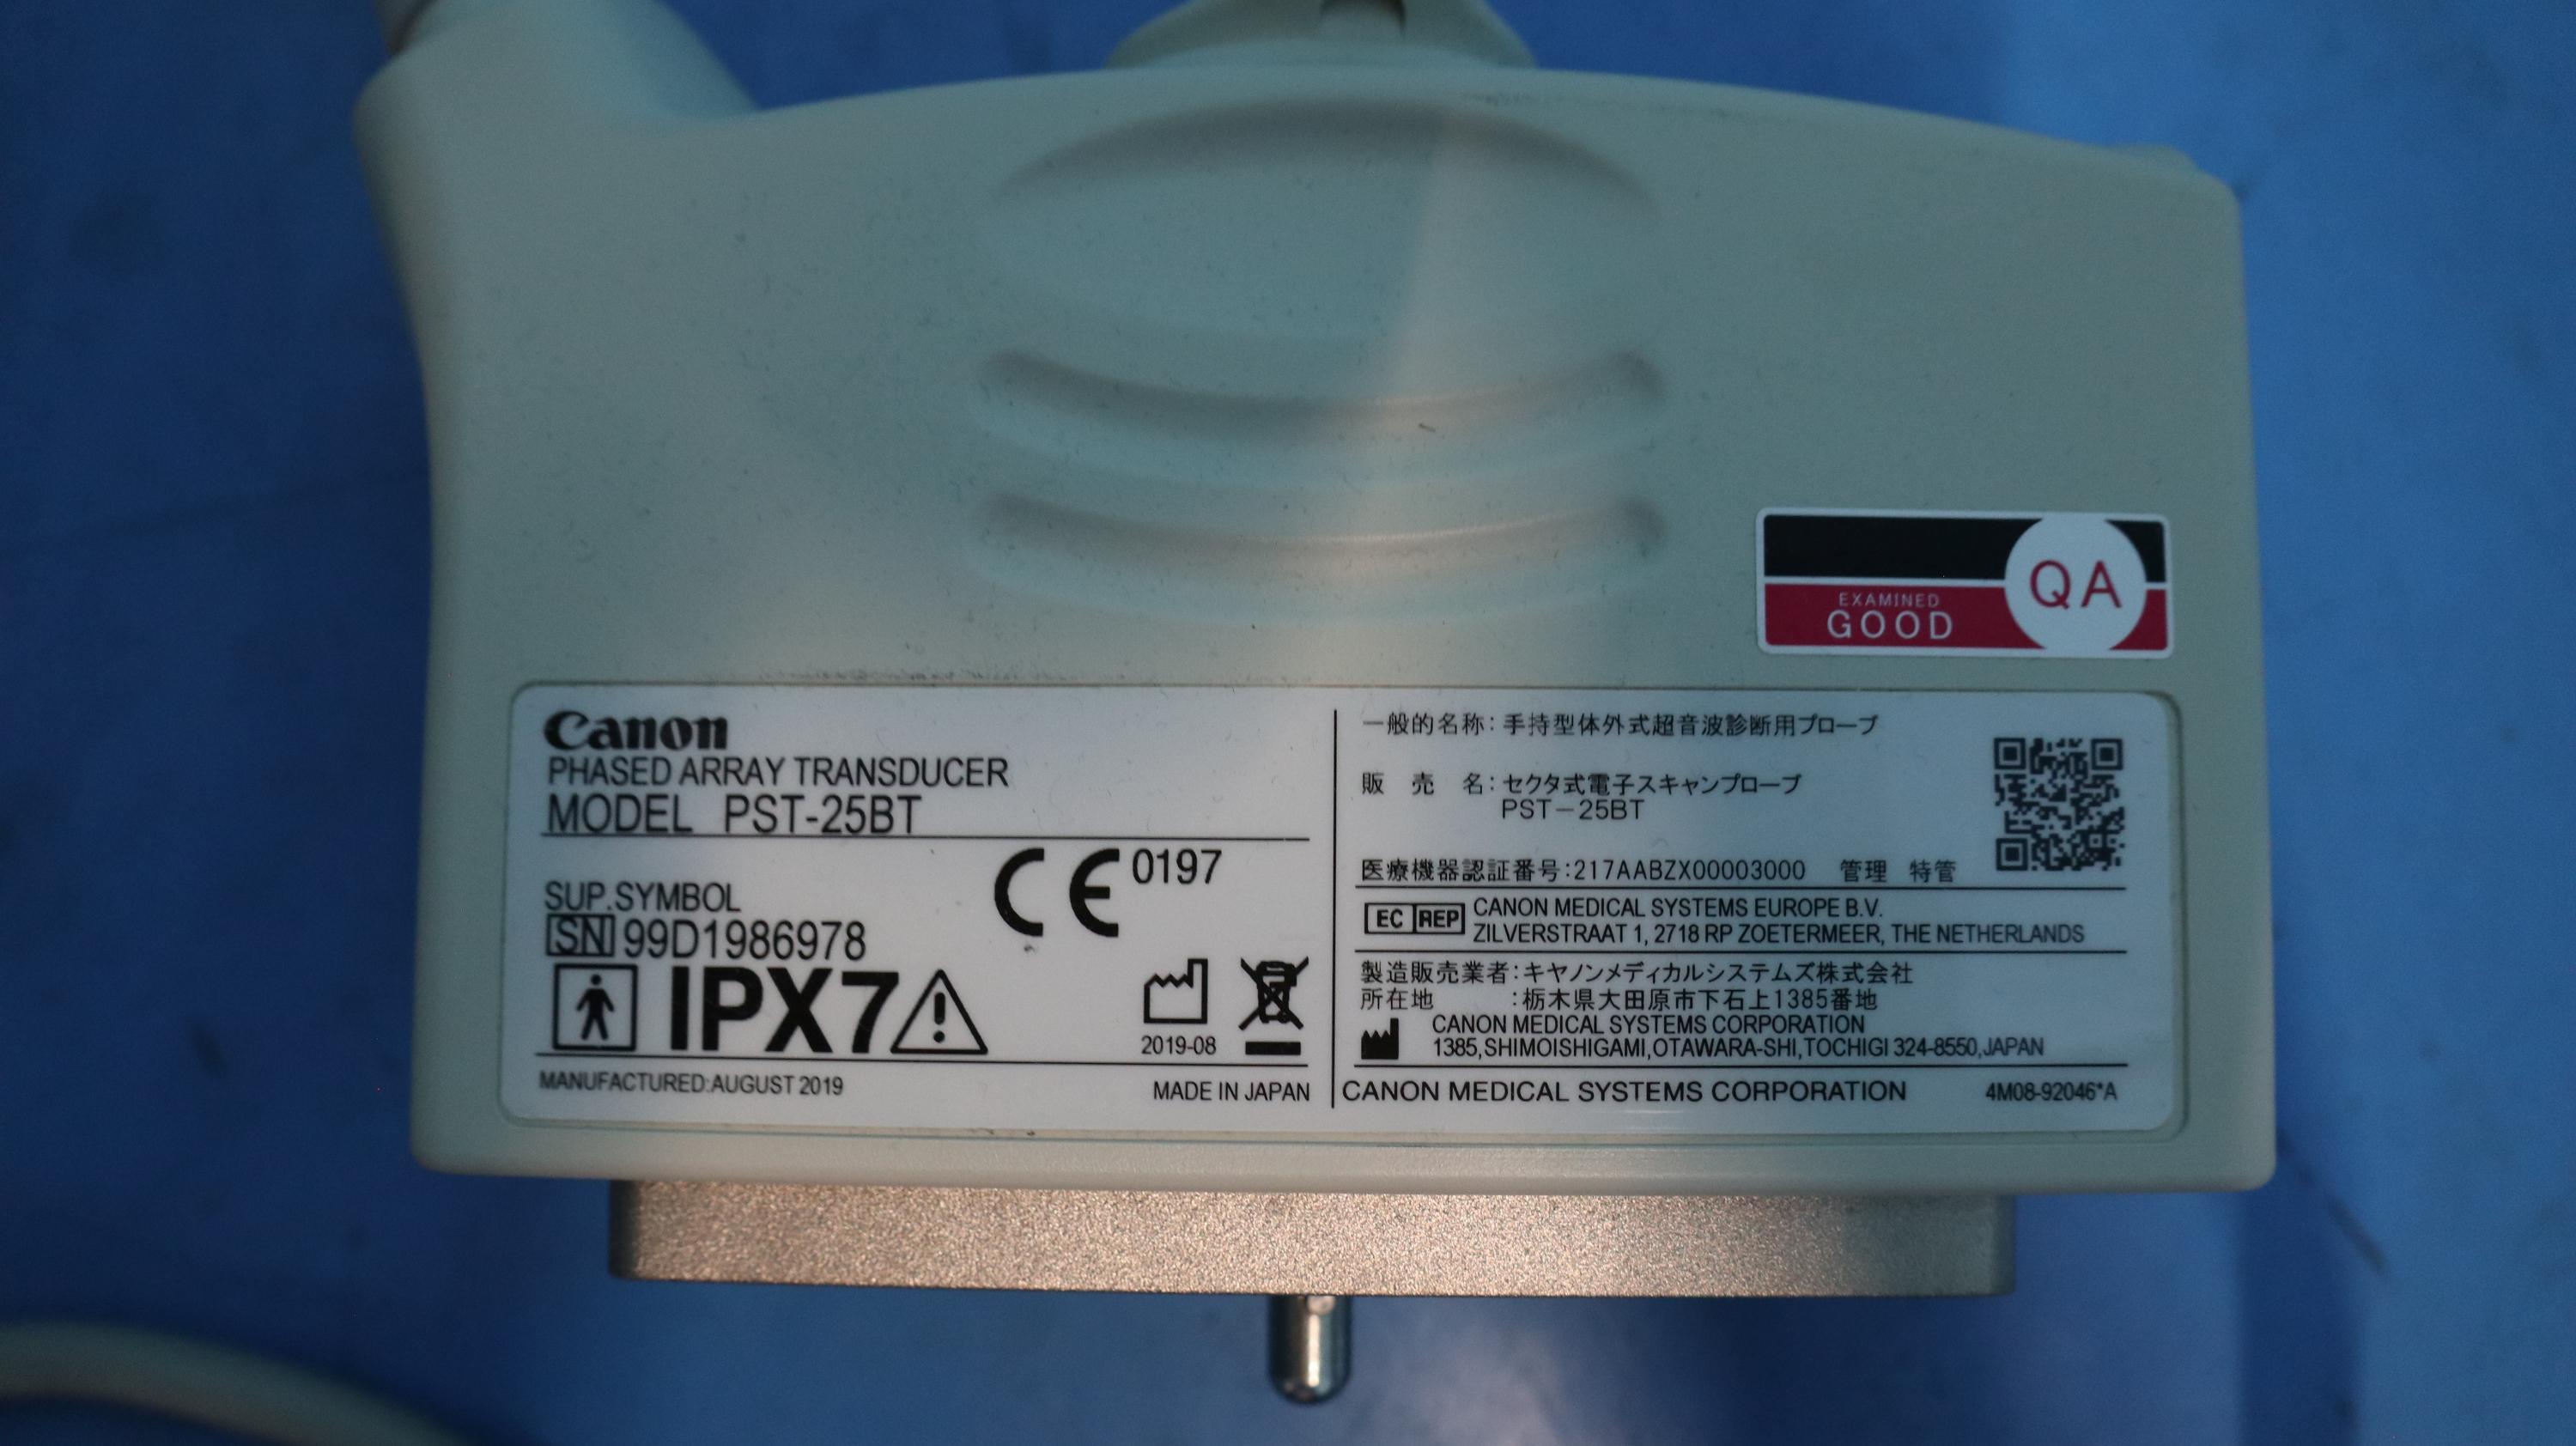 EXAMINED
GOOD
QA
Canon
PHASED ARRAY TRANSDUCER
MODEL PST-25BT
CE 0197
SUP.SYMBOL
SN 99D1986978
IPX7
2019-08
MANUFACTURED:AUGUST 2019
MADE IN JAPAN
一般的名称:手持型体外式超音波診断用プローブ
販 売 名:セクタ式電子スキャンプローブ
PST-25BT
医療機器認証番号:217AABZX00003000 管理 特管
EC REP CANON MEDICAL SYSTEMS EUROPE B.V.
ZILVERSTRAAT 1, 2718 RP ZOETERMEER, THE NETHERLANDS
製造販売業者:キヤノンメディカルシステムズ株式会社
所在地 :栃木県大田原市下石上1385番地
CANON MEDICAL SYSTEMS CORPORATION
1385,SHIMOISHIGAMI,OTAWARA-SHI,TOCHIGI 324-8550,JAPAN
CANON MEDICAL SYSTEMS CORPORATION 4M08-92046*A